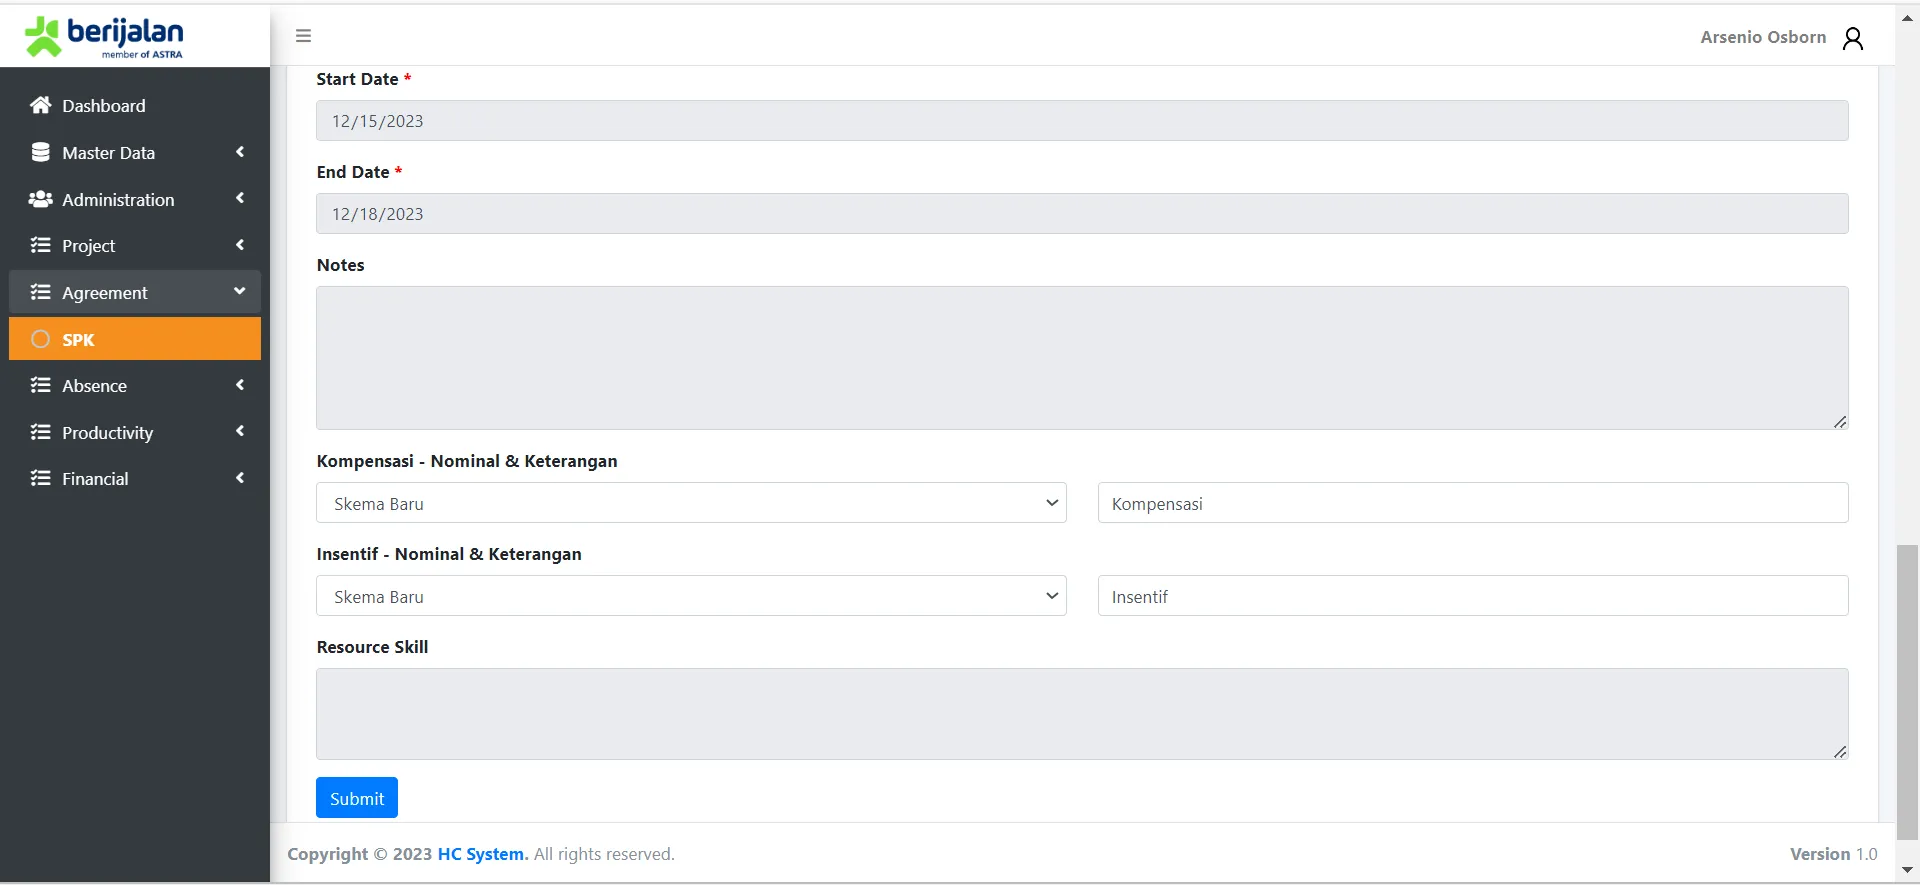 berijalan
member of ASTRA
Arsenio Osborn
Dashboard
Master Data
Administration
Project
Agreement
SPK
Absence
Productivity
Financial
Start Date *
12/15/2023
End Date *
12/18/2023
Notes
Kompensasi - Nominal & Keterangan
Skema Baru
Kompensasi
Insentif - Nominal & Keterangan
Skema Baru
Insentif
Resource Skill
Submit
Copyright © 2023 HC System. All rights reserved.
Version 1.0